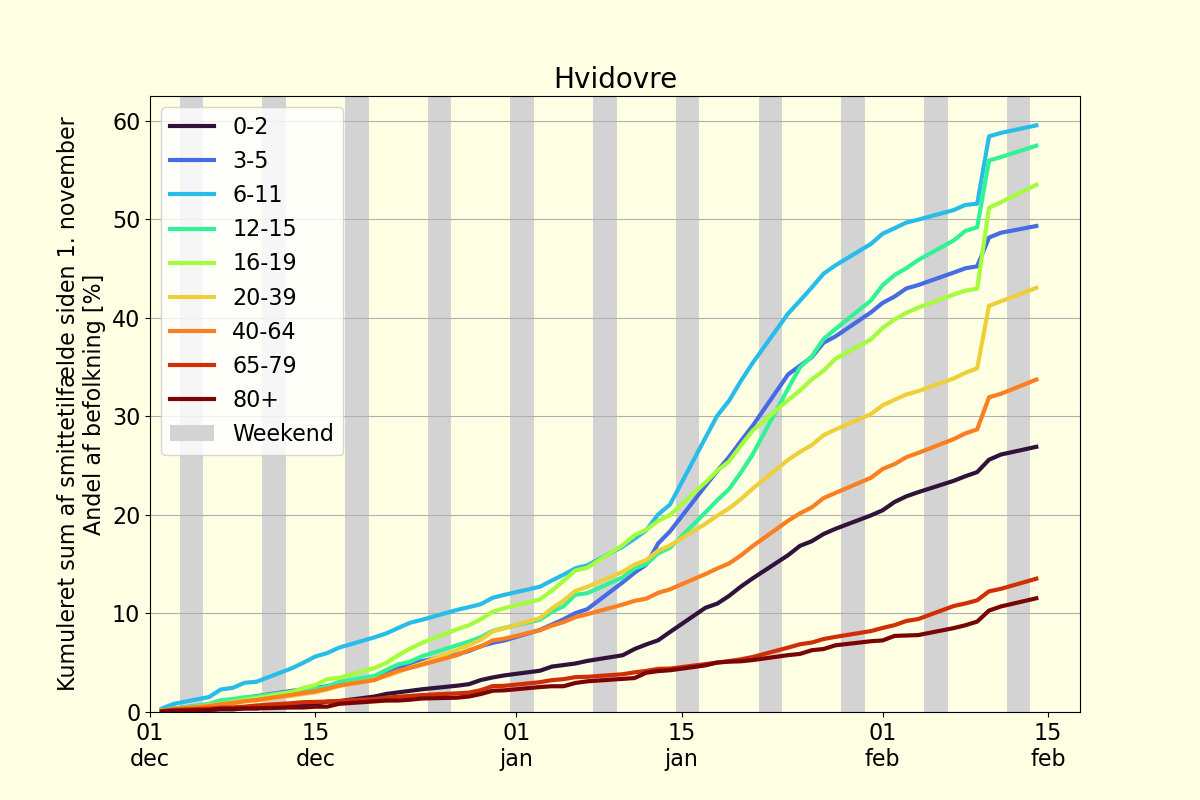 Hvidovre
Kumuleret sum af smittetilfælde siden 1. november
Andel af befolkning [%]
60
50
40
30
20
10
0
0-2
3-5
6-11
12-15
16-19
20-39
40-64
65-79
80+
Weekend
01 15 01 15 01 15
dec dec jan jan feb feb